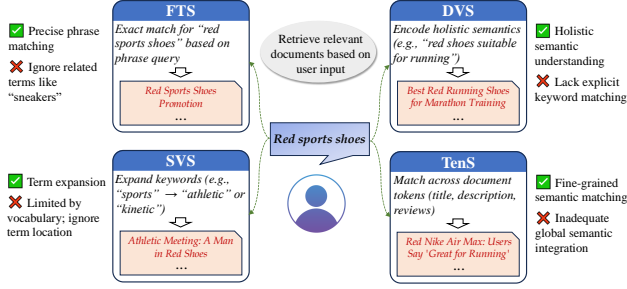 FTS
Precise phrase
matching
Ignore related
terms like
“sneakers”
Exact match for “red
sports shoes” based on
phrase query
Red Sports Shoes
Promotion
...
Retrieve relevant
documents based on
user input
DVS
Encode holistic semantics
(e.g., “red shoes suitable
for running”)
Best Red Running Shoes
for Marathon Training
...
Holistic
semantic
understanding
Lack explicit
keyword matching
Red sports shoes
SVS
Term expansion
Limited by
vocabulary; ignore
term location
Expand keywords (e.g.,
“sports” → “athletic” or
“kinetic”)
Athletic Meeting: A Man
in Red Shoes
...
TenS
Match across document
tokens (title, description,
reviews)
Red Nike Air Max: Users
Say 'Great for Running'
...
Fine-grained
semantic matching
Inadequate
global semantic
integration